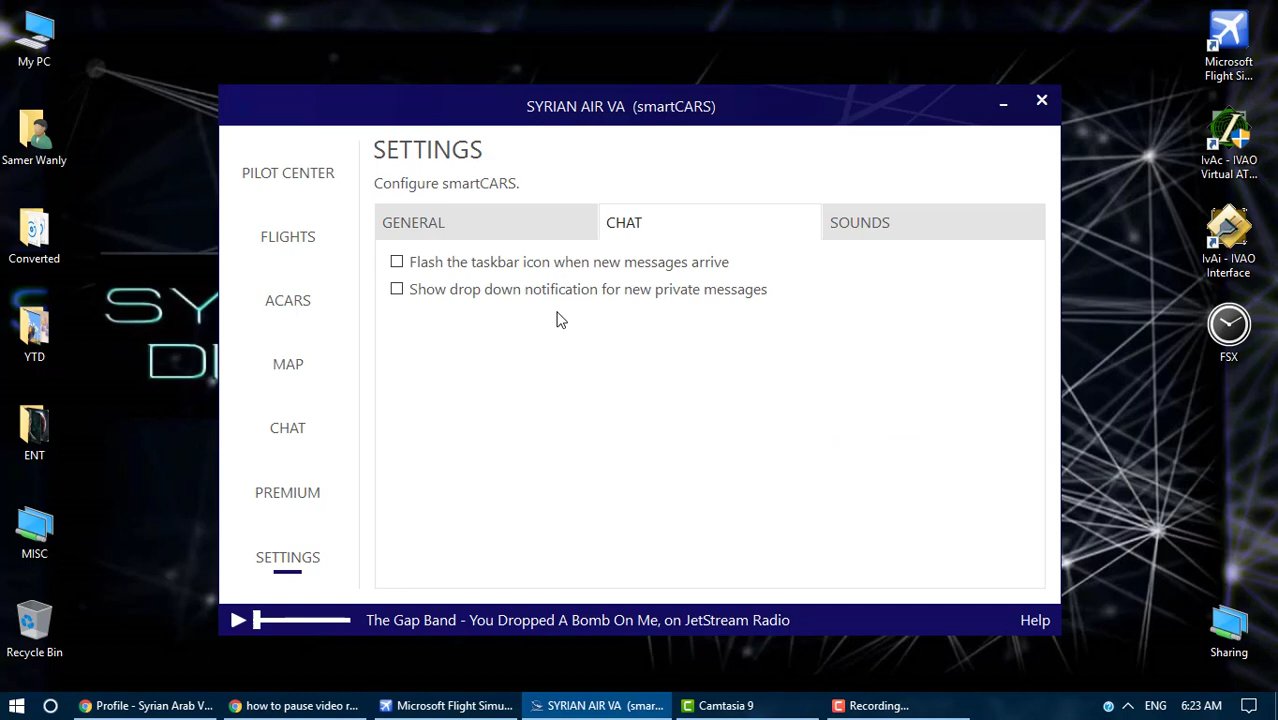 My PC
Samer Wanly
Converted
YTD
ENT
MISC
Recycle Bin
SY
D
SYRIAN AIR VA (smartCARS)
PILOT CENTER
FLIGHTS
ACARS
MAP
CHAT
PREMIUM
SETTINGS
SETTINGS
Configure smartCARS.
GENERAL
CHAT
SOUNDS
Flash the taskbar icon when new messages arrive
Show drop down notification for new private messages
The Gap Band - You Dropped A Bomb On Me, on JetStream Radio
Help
Microsoft
Flight Si...
IvAc - IVAO
Virtual AT...
IvAi - IVAO
Interface
FSX
Sharing
Profile - Syrian Arab V...
how to pause video r...
Microsoft Flight Simu...
SYRIAN AIR VA (smar...
Camtasia 9
Recording...
ENG
6:23 AM